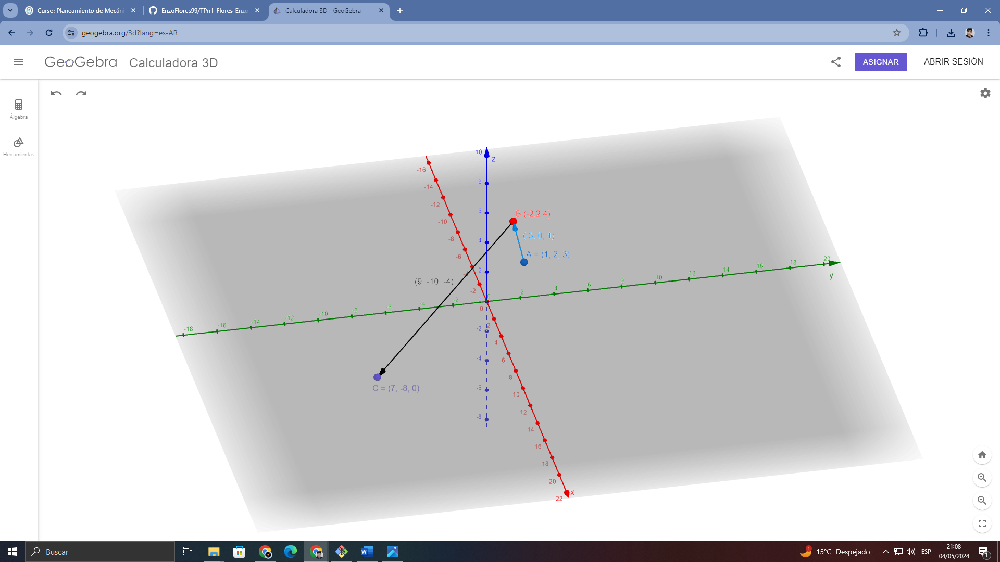 Curso: Planeamiento de Mecáni
EnzoFlores99/TPn1_Flores-Enzo
Calculadora 3D - GeoGebra
geogebra.org/3d?lang=es-AR
GeoGebra Calculadora 3D
ASIGNAR
ABRIR SESIÓN
Álgebra
Herramientas
10
z
-16
8
-14
-12
6
B (-2.2.4)
-10
(-3, 0, 1)
4
-8
A = (1, 2, 3)
-6
20
18
16
2
-4
14
y
12
(9, -10, -4)
10
8
6
-2
4
2
0
0
-2
0
-4
-6
-8
-10
-12
-14
-16
-18
2
-2
4
-4
6
8
C = (7, -8, 0)
-6
10
12
-8
14
16
18
20
x
22
Buscar
1
15°C Despejado
ESP
21:08
04/05/2024
1